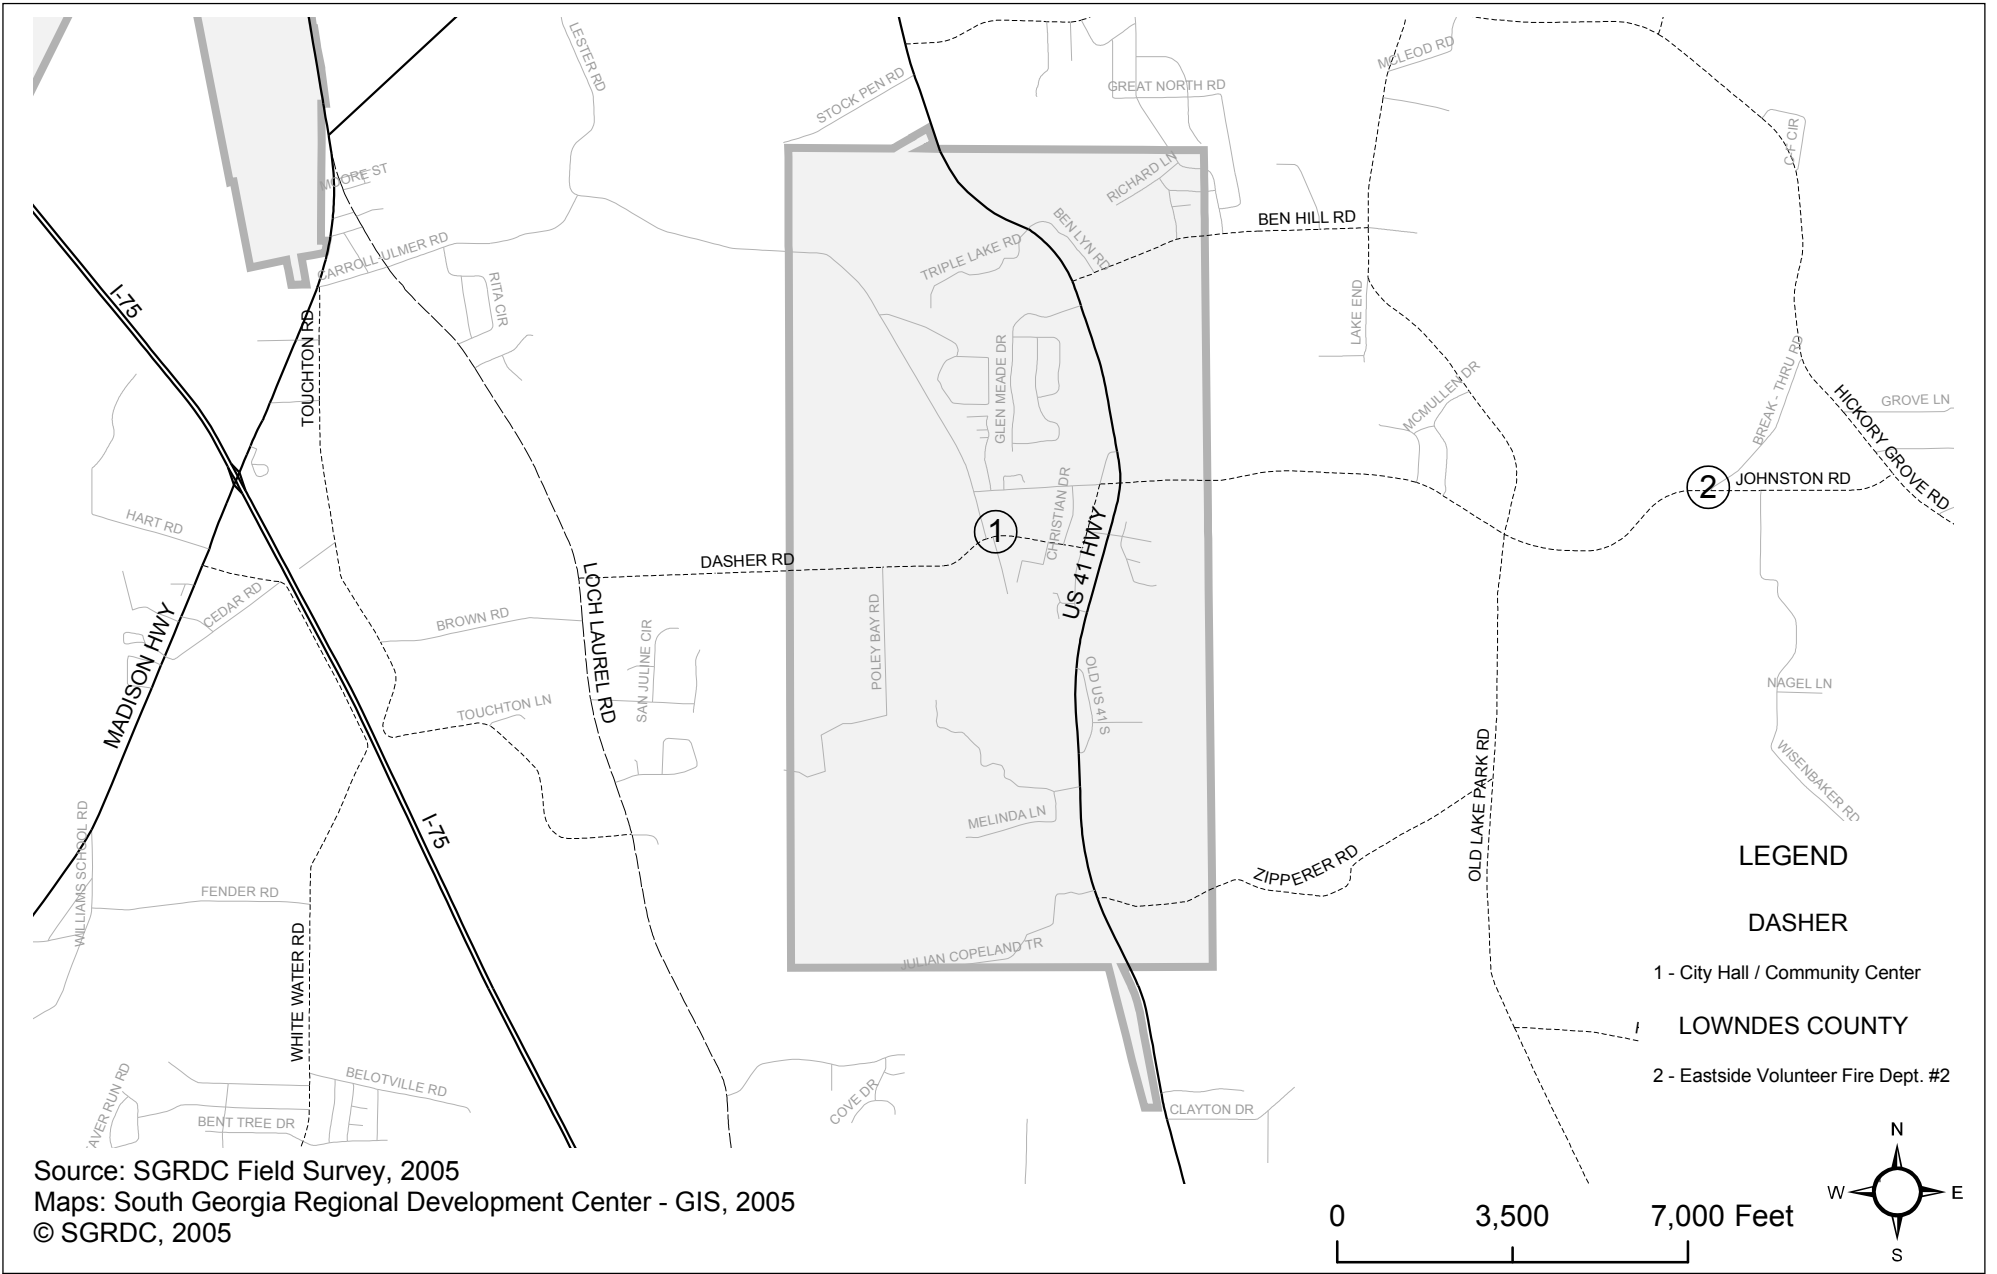 LESTER RD
MCLEOD RD
STOCK PEN RD
GREAT NORTH RD
C F CIR
MOORE ST
RICHARD LN
BEN HILL RD
BEN LYN RD
CARROLL ULMER RD
TRIPLE LAKE RD
RITA CIR
I-75
LAKE END
TOUCHTON RD
GLEN MEADE DR
MCMULLEN DR
BREAK - THRU RD
HICKORY GROVE RD
GROVE LN
JOHNSTON RD
2
HART RD
CHRISTIAN DR
1
US 41 HWY
DASHER RD
LOCH LAUREL RD
CEDAR RD
BROWN RD
SAN JULINE CIR
POLEY BAY RD
MADISON HWY
TOUCHTON LN
OLD US 41 S
NAGEL LN
WISENBAKER RD
OLD LAKE PARK RD
MELINDA LN
I-75
WILLIAMS SCHOOL RD
ZIPPERER RD
FENDER RD
WHITE WATER RD
JULIAN COPELAND TR
LEGEND
DASHER
1 - City Hall / Community Center
LOWNDES COUNTY
2 - Eastside Volunteer Fire Dept. #2
AVER RUN RD
BELOTVILLE RD
BENT TREE DR
COVE DR
CLAYTON DR
Source: SGRDC Field Survey, 2005
Maps: South Georgia Regional Development Center - GIS, 2005
© SGRDC, 2005
0 3,500 7,000 Feet
N
W E
S